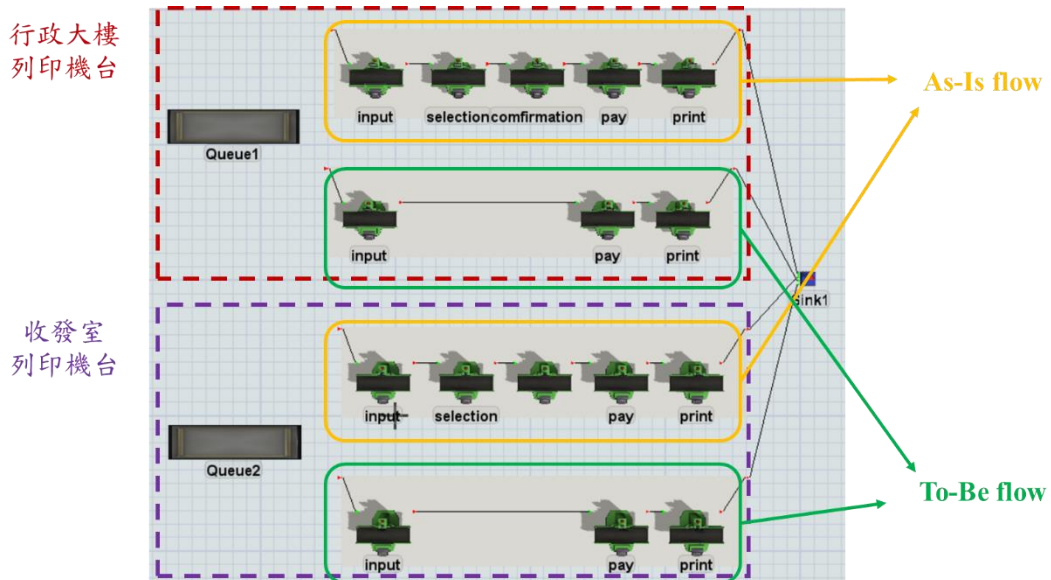 行政大樓
列印機台
As-Is flow
input
selection
comfirmation
pay
print
Queue1
input
pay
print
Sink1
收發室
列印機台
input
selection
pay
print
Queue2
To-Be flow
input
pay
print